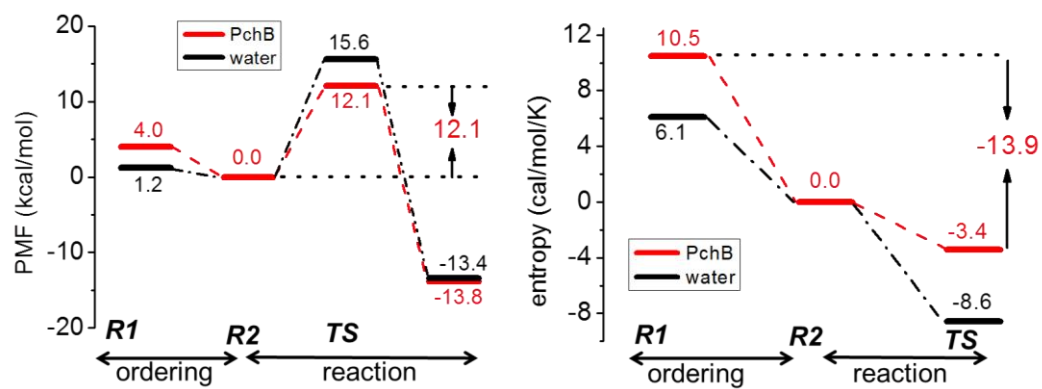 PMF (kcal/mol)
20
10
0
-10
-20
PchB
water
15.6
12.1
12.1
4.0
1.2
0.0
-13.4
-13.8
R1
R2
TS
ordering
reaction
entropy (cal/mol/K)
12
8
4
0
-4
-8
10.5
6.1
0.0
-13.9
-3.4
-8.6
PchB
water
R1
R2
TS
ordering
reaction